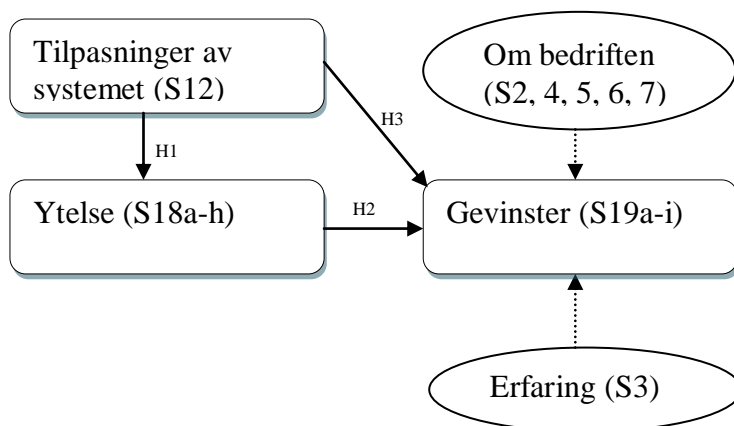 Tilpasninger av
systemet (S12)
Om bedriften
(S2, 4, 5, 6, 7)
H3
H1
Ytelse (S18a-h)
H2
Gevinster (S19a-i)
Erfaring (S3)